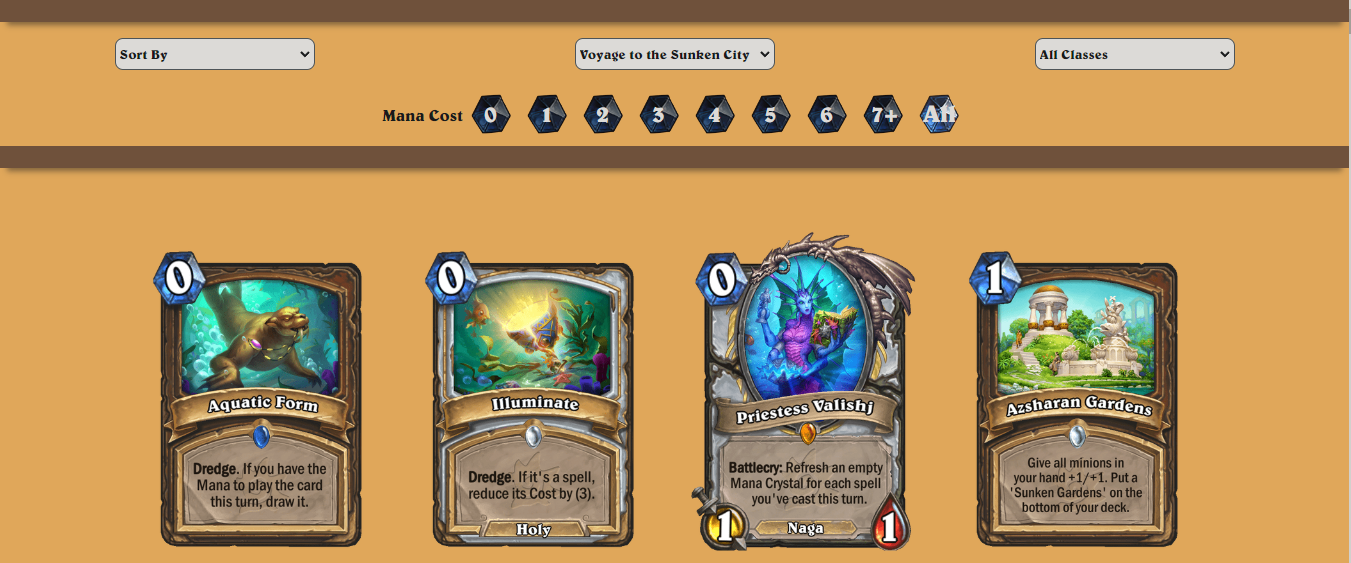 Sort By
Voyage to the Sunken City
All Classes
Mana Cost 0 1 2 3 4 5 6 7+ All
0
Aquatic Form
Dredge. If you have the
Mana to play the card
this turn, draw it.
0
Illuminate
Dredge. If it's a spell,
reduce its Cost by (3).
Holy
0
Priestess Valishj
Battlecry: Refresh an empty
Mana Crystal for each spell
you've cast this turn.
1
Naga
1
1
Azsharan Gardens
Give all minions in
your hand +1/+1. Put a
'Sunken Gardens' on the
bottom of your deck.